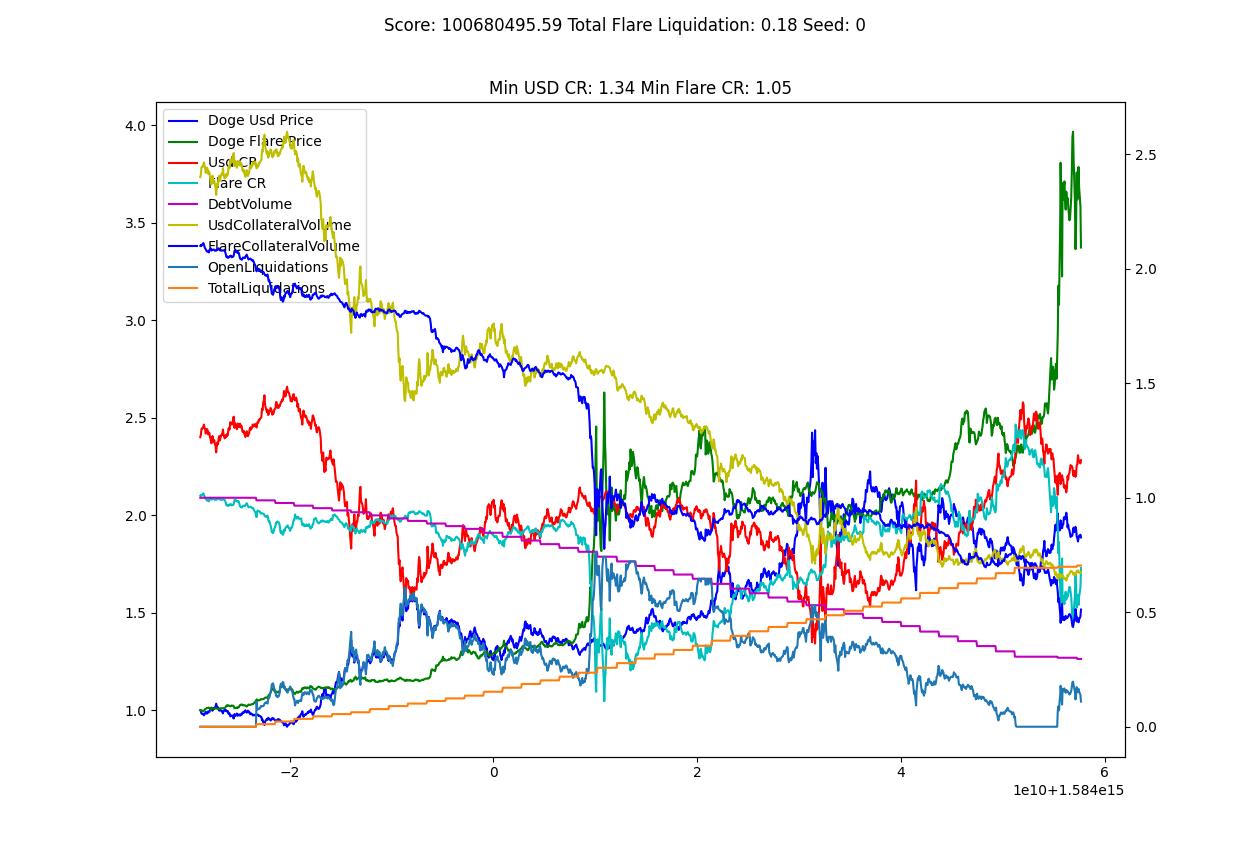 Score: 100680495.59 Total Flare Liquidation: 0.18 Seed: 0
Min USD CR: 1.34 Min Flare CR: 1.05
Doge Usd Price
Doge Flare Price
Usd CR
Flare CR
DebtVolume
UsdCollateralVolume
FlareCollateralVolume
OpenLiquidations
TotalLiquidations
4.0
3.5
3.0
2.5
2.0
1.5
1.0
2.5
2.0
1.5
1.0
0.5
0.0
−2
0
2
4
6
1e10+1.584e15